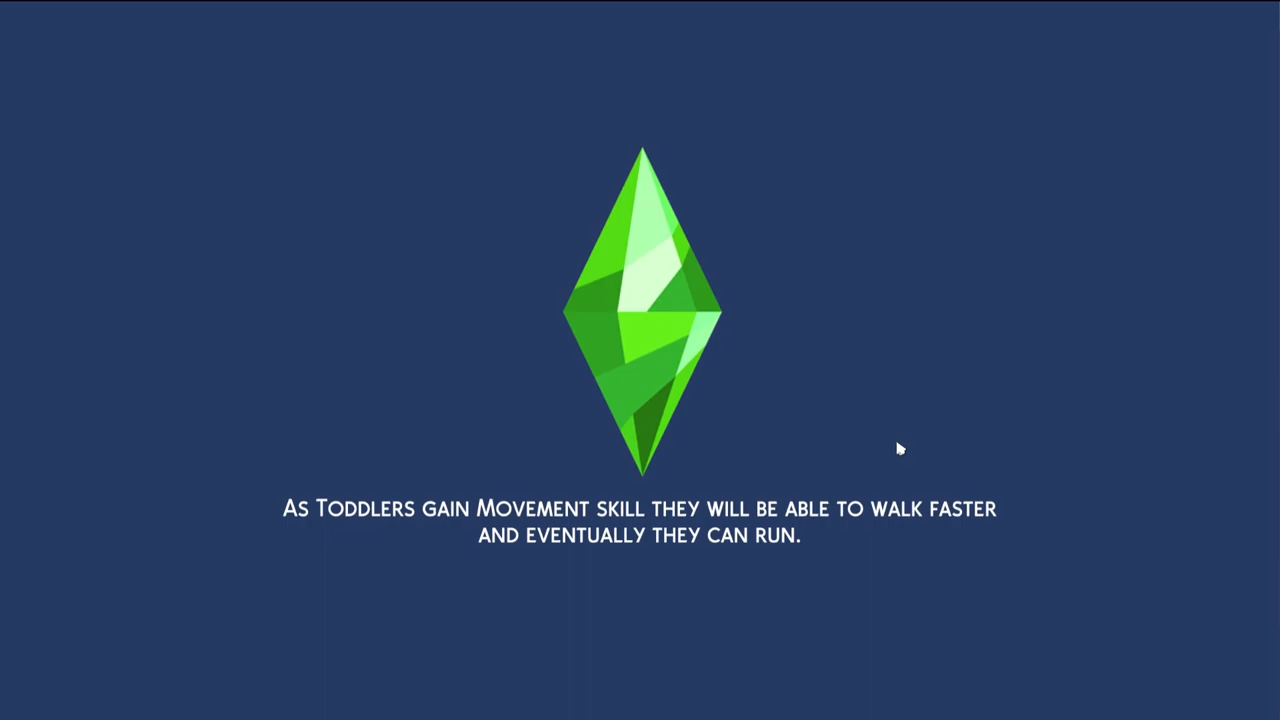 As Toddlers gain Movement skill they will be able to walk faster
and eventually they can run.